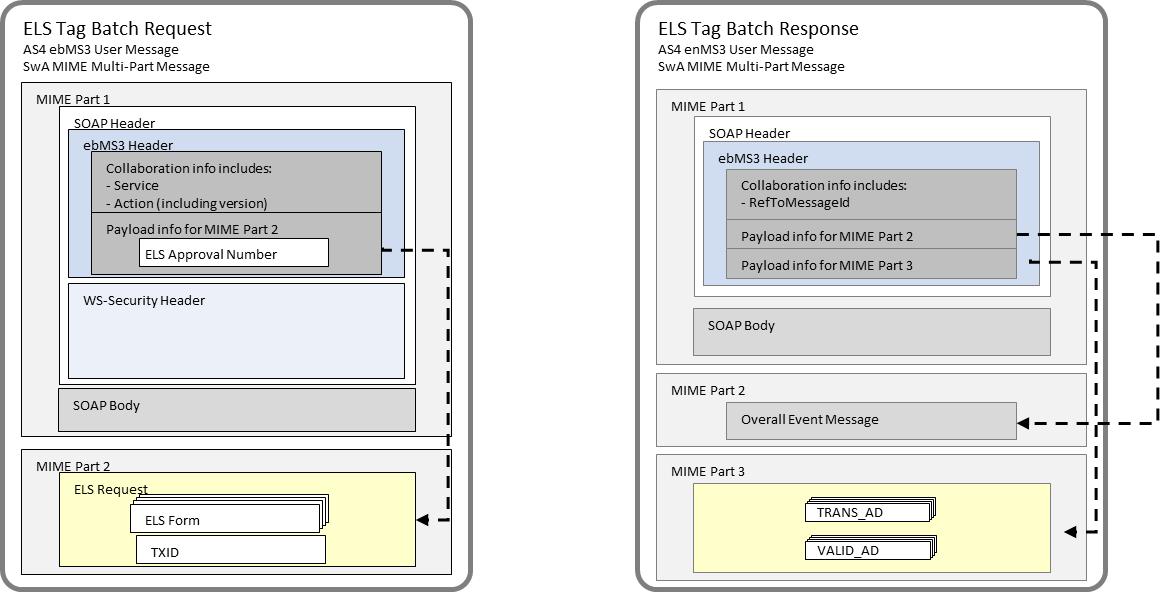 ELS Tag Batch Request
AS4 ebMS3 User Message
SwA MIME Multi-Part Message
MIME Part 1
SOAP Header
ebMS3 Header
Collaboration info includes:
- Service
- Action (including version)
Payload info for MIME Part 2
ELS Approval Number
WS-Security Header
SOAP Body
MIME Part 2
ELS Request
ELS Form
TXID
ELS Tag Batch Response
AS4 enMS3 User Message
SwA MIME Multi-Part Message
MIME Part 1
SOAP Header
ebMS3 Header
Collaboration info includes:
- RefToMessageId
Payload info for MIME Part 2
Payload info for MIME Part 3
SOAP Body
MIME Part 2
Overall Event Message
MIME Part 3
TRANS_AD
VALID_AD